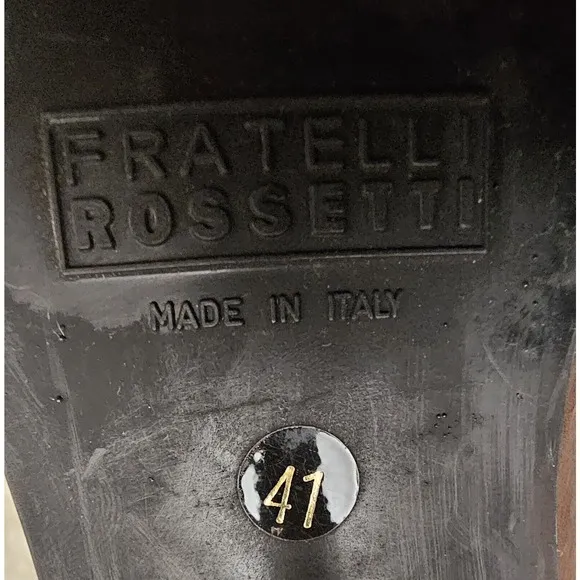 FRATELLI
ROSSETTI
MADE IN ITALY
41